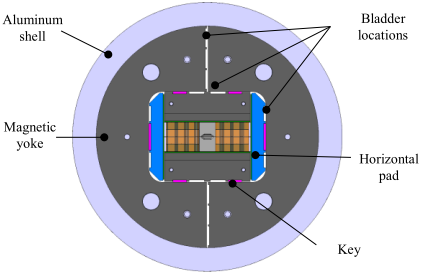 Aluminum
shell
Bladder
locations
Magnetic
yoke
Horizontal
pad
Key